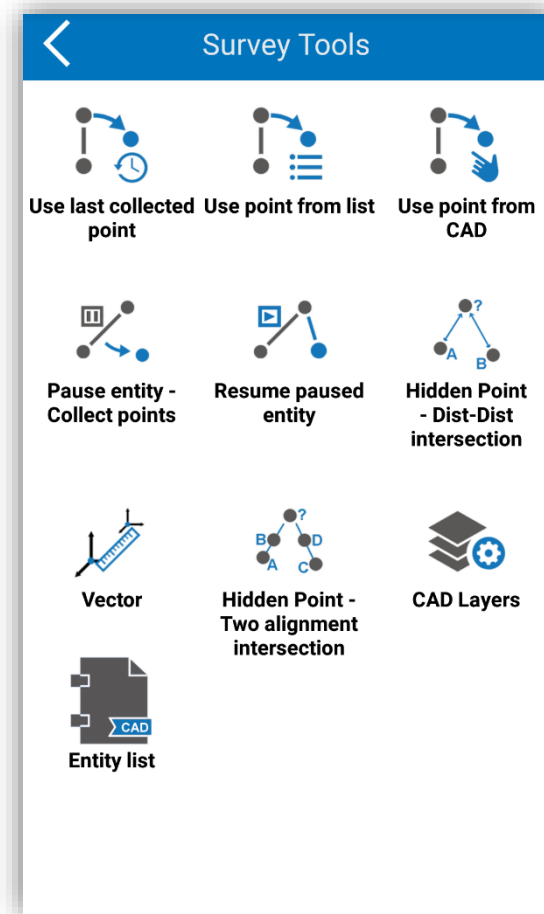 Survey Tools
Use last collected
point
Use point from list
Use point from
CAD
Pause entity -
Collect points
Resume paused
entity
?
A
B
Hidden Point
- Dist-Dist
intersection
Vector
?
B
D
A
C
Hidden Point -
Two alignment
intersection
CAD Layers
CAD
Entity list